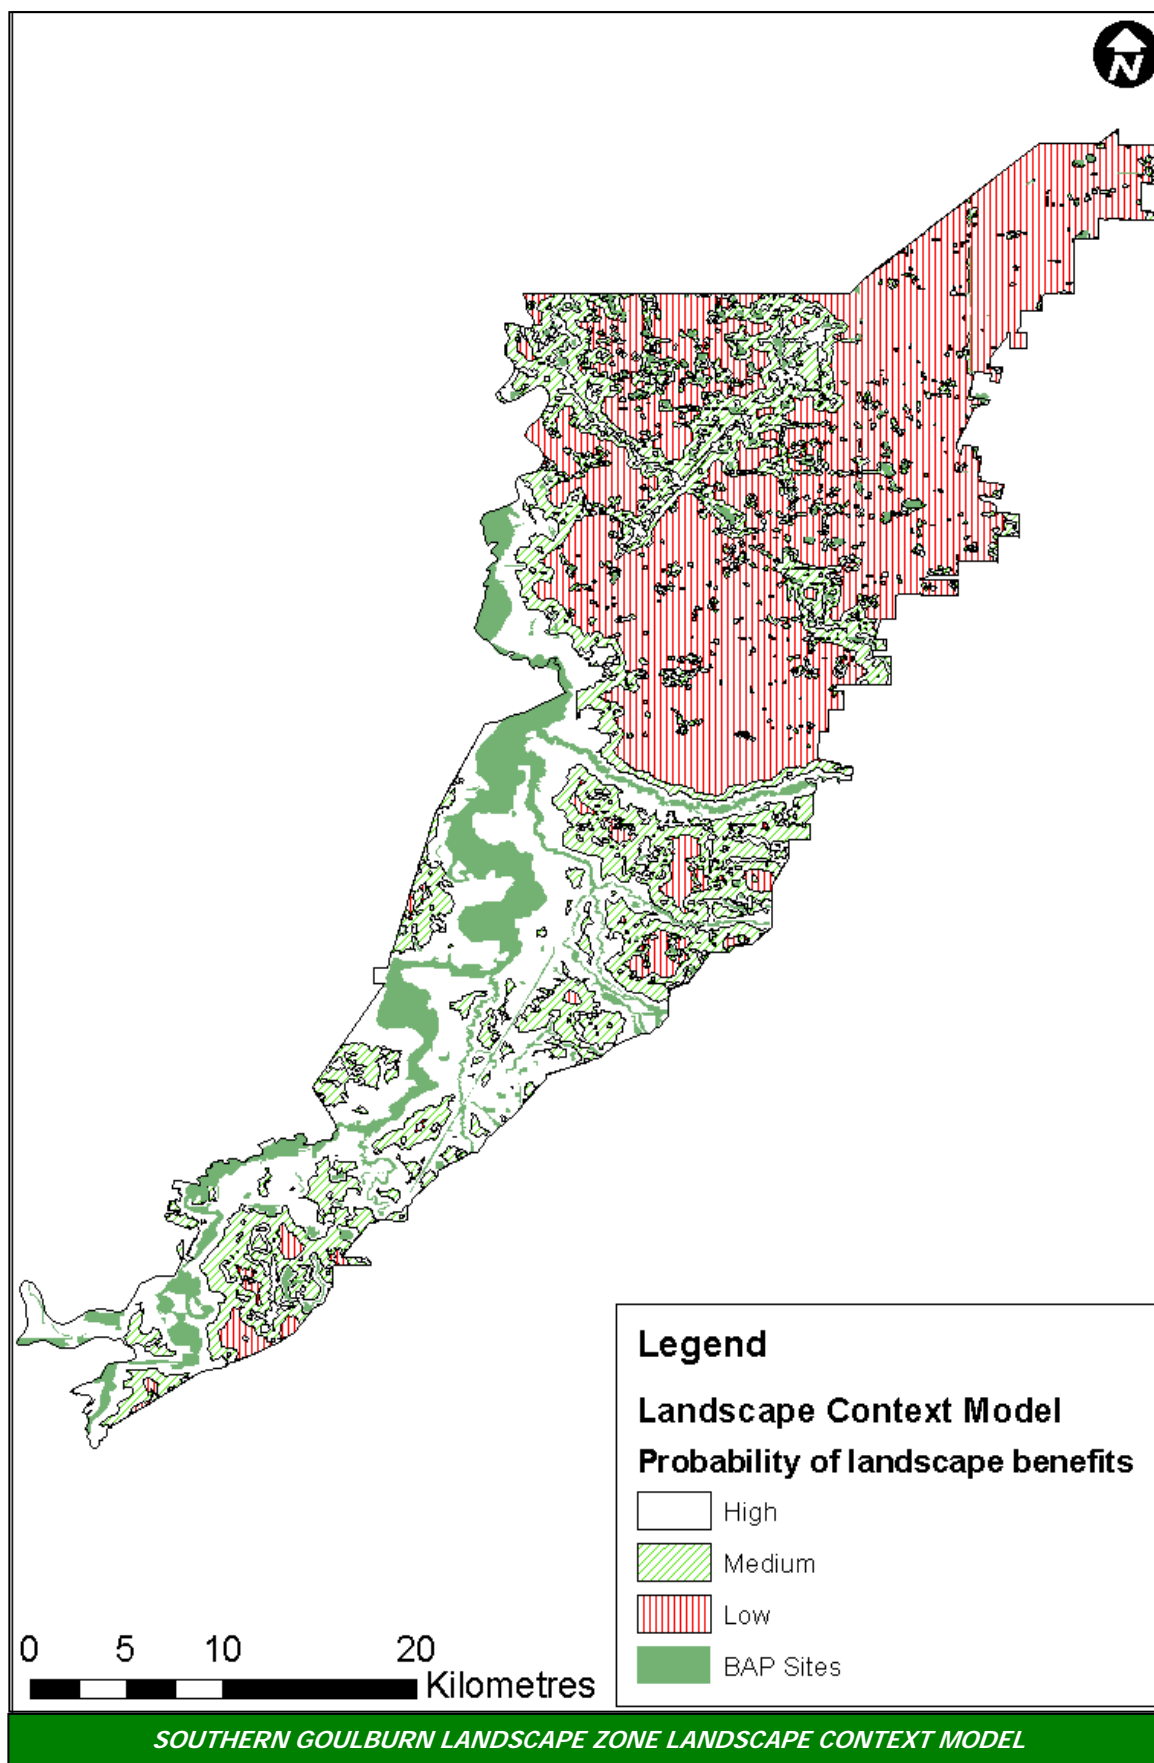 N
Legend
Landscape Context Model
Probability of landscape benefits
High
Medium
Low
BAP Sites
0 5 10 20
Kilometres
SOUTHERN GOULBURN LANDSCAPE ZONE LANDSCAPE CONTEXT MODEL